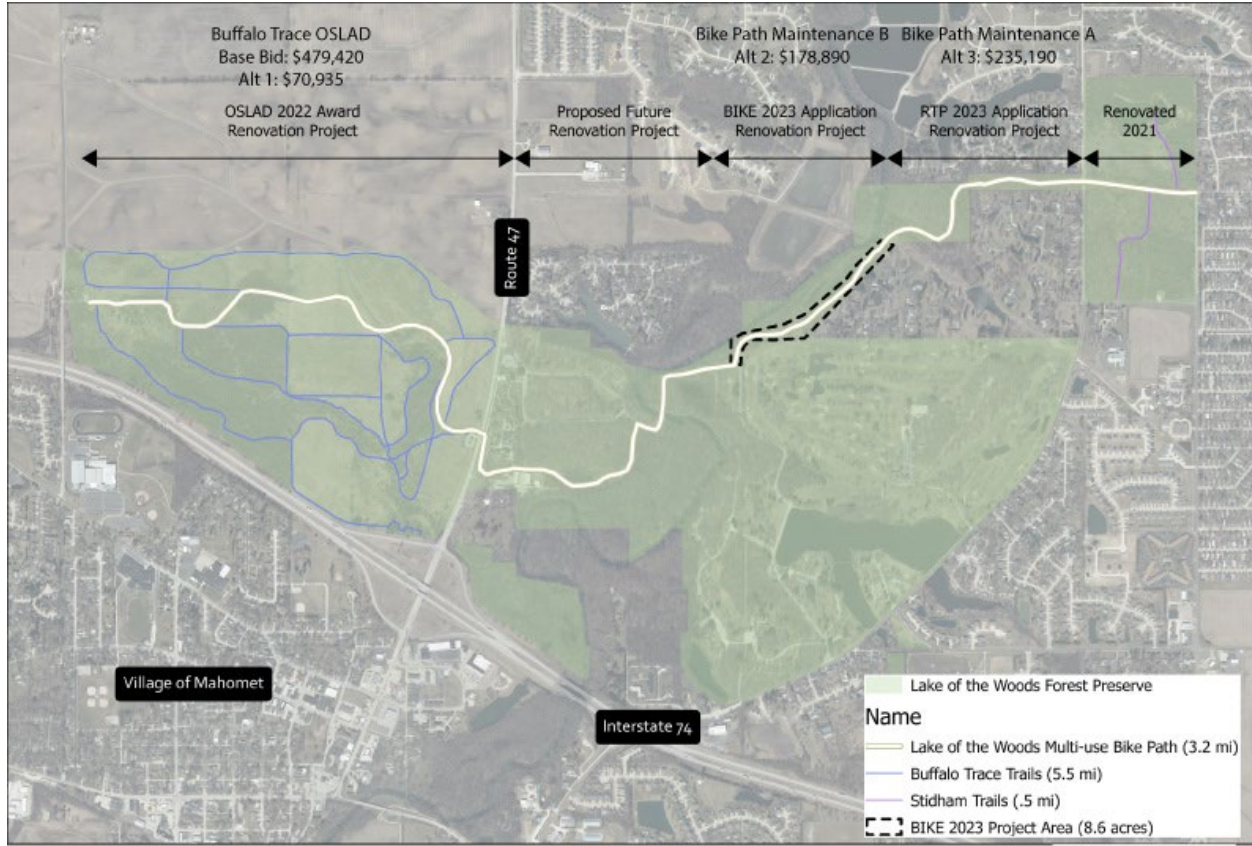 Buffalo Trace OSLAD
Base Bid: $479,420
Alt 1: $70,935
Bike Path Maintenance B
Alt 2: $178,890
Bike Path Maintenance A
Alt 3: $235,190
OSLAD 2022 Award
Renovation Project
Proposed Future
Renovation Project
BIKE 2023 Application
Renovation Project
RTP 2023 Application
Renovation Project
Renovated
2021
Route 47
Village of Mahomet
Interstate 74
Lake of the Woods Forest Preserve
Name
Lake of the Woods Multi-use Bike Path (3.2 mi)
Buffalo Trace Trails (5.5 mi)
Stidham Trails (.5 mi)
BIKE 2023 Project Area (8.6 acres)